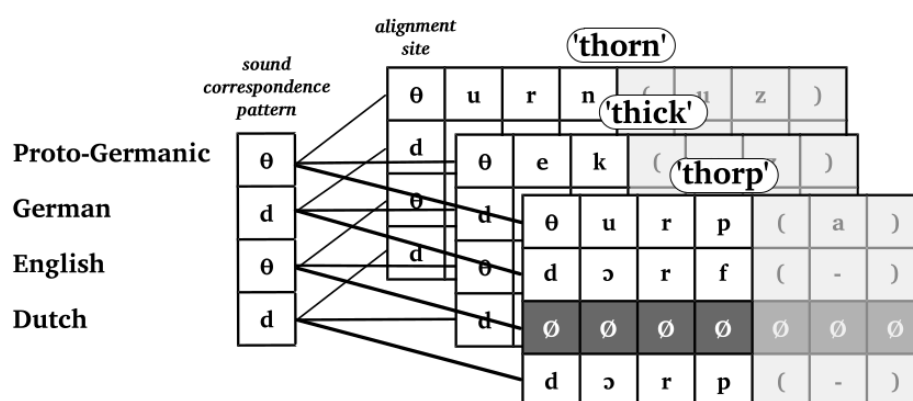 alignment
site
'thorn'
sound
correspondence
pattern
θ u r n ( u z )
'thick'
Proto-Germanic
θ
d
θ e k ( z )
'thorp'
German
d
θ
d
θ u r p ( a )
English
θ
d
θ
d ɔ r f ( - )
Dutch
d
d
Ø Ø Ø Ø Ø Ø Ø
d ɔ r p ( - )